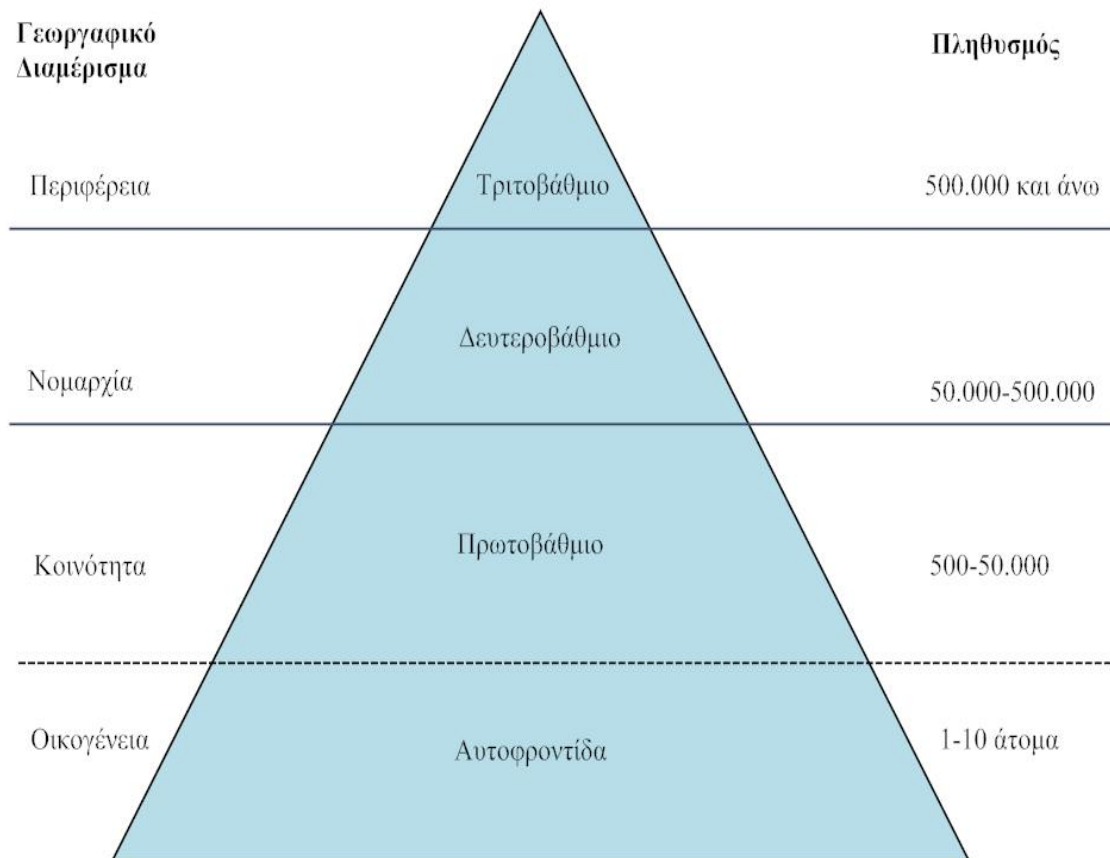 Γεωργαφικό
Διαμέρισμα
Πληθυσμός
Περιφέρεια
Τριτοβάθμιο
500.000 και άνω
Δευτεροβάθμιο
Νομαρχία
50.000-500.000
Πρωτοβάθμιο
Κοινότητα
500-50.000
Οικογένεια
Αυτοφροντίδα
1-10 άτομα